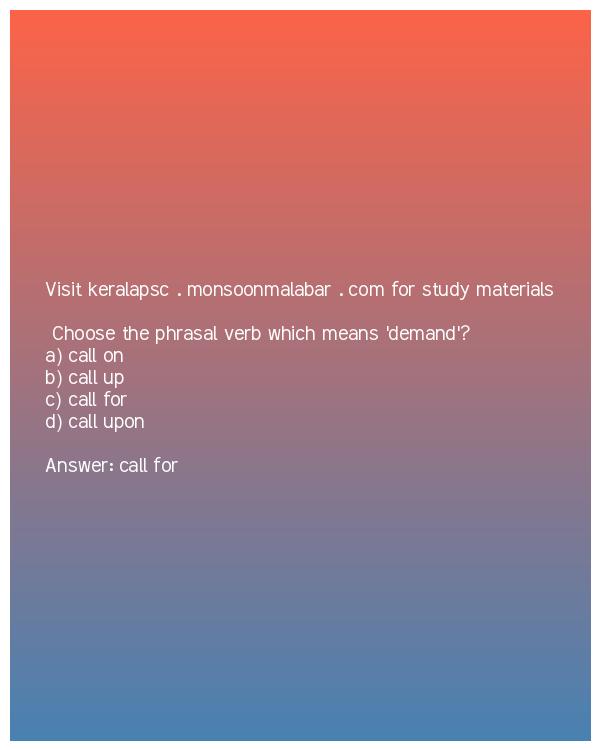 Visit keralapsc . monsoonmalabar . com for study materials
Choose the phrasal verb which means 'demand'?
a) call on
b) call up
c) call for
d) call upon
Answer: call for